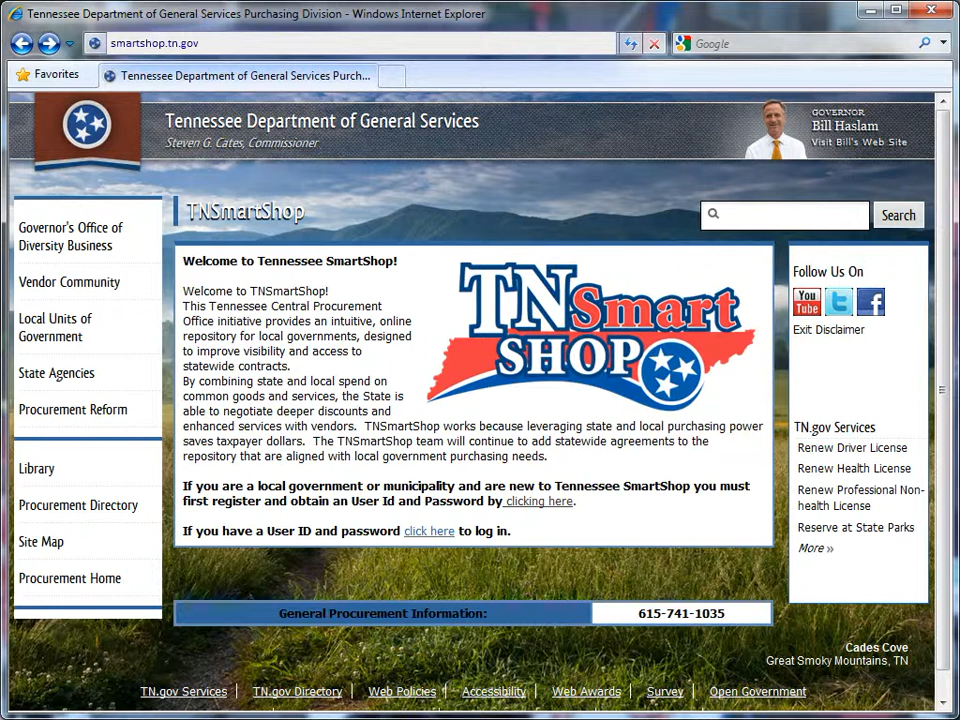 Tennessee Department of General Services Purchasing Division - Windows Internet Explorer
smartshop.tn.gov
Google
Favorites
Tennessee Department of General Services Purch...
Tennessee Department of General Services
Steven G. Cates, Commissioner
GOVERNOR
Bill Haslam
Visit Bill's Web Site
TNSmartShop
Search
Governor's Office of
Diversity Business
Vendor Community
Local Units of
Government
State Agencies
Procurement Reform
Library
Procurement Directory
Site Map
Procurement Home
Welcome to Tennessee SmartShop!
Welcome to TNSmartShop!
This Tennessee Central Procurement
Office initiative provides an intuitive, online
repository for local governments, designed
to improve visibility and access to
statewide contracts.
By combining state and local spend on
common goods and services, the State is
able to negotiate deeper discounts and
enhanced services with vendors.  TNSmartShop works because leveraging state and local purchasing power
saves taxpayer dollars.  The TNSmartShop team will continue to add statewide agreements to the
repository that are aligned with local government purchasing needs.
TNSmart
SHOP
If you are a local government or municipality and are new to Tennessee SmartShop you must
first register and obtain an User Id and Password by clicking here.
If you have a User ID and password click here to log in.
General Procurement Information:
615-741-1035
Follow Us On
You
Tube
t
f
Exit Disclaimer
TN.gov Services
Renew Driver License
Renew Health License
Renew Professional Non-
health License
Reserve at State Parks
More »
Cades Cove
Great Smoky Mountains, TN
TN.gov Services | TN.gov Directory | Web Policies | Accessibility | Web Awards | Survey | Open Government